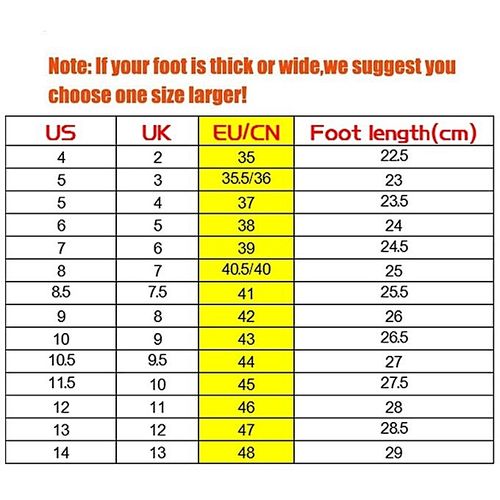 Note: If your foot is thick or wide,we suggest you
choose one size larger!
US UK EU/CN Foot length(cm)
4 2 35 22.5
5 3 35.5/36 23
5 4 37 23.5
6 5 38 24
7 6 39 24.5
8 7 40.5/40 25
8.5 7.5 41 25.5
9 8 42 26
10 9 43 26.5
10.5 9.5 44 27
11.5 10 45 27.5
12 11 46 28
13 12 47 28.5
14 13 48 29